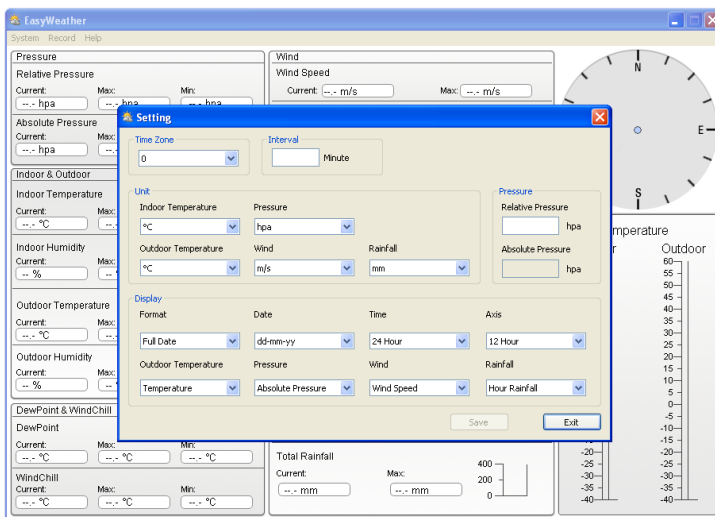 EasyWeather
System Record Help
Pressure
Relative Pressure
Current: Max: Min:
--.- hpa --.- hpa --.- hpa
Absolute Pressure
Current: Max:
--.- hpa
Indoor & Outdoor
Indoor Temperature
Current: Max:
--.- °C
Indoor Humidity
Current: Max:
-- %
Outdoor Temperature
Current: Max:
--.- °C
Outdoor Humidity
Current: Max:
-- %
DewPoint & WindChill
DewPoint
Current: Max: Min:
--.- °C --.- °C --.- °C
WindChill
Current: Max: Min:
--.- °C --.- °C --.- °C
Wind
Wind Speed
Current: --.- m/s Max: --.- m/s
N
E
S
Setting
Time Zone
0
Interval
Minute
Unit
Indoor Temperature Pressure
°C hpa
Outdoor Temperature Wind Rainfall
°C m/s mm
Pressure
Relative Pressure
hpa
Absolute Pressure
hpa
Display
Format Date Time Axis
Full Date dd-mm-yy 24 Hour 12 Hour
Outdoor Temperature Pressure Wind Rainfall
Temperature Absolute Pressure Wind Speed Hour Rainfall
Save Exit
Total Rainfall
Current: Max:
--.- mm --.- mm
400
200
0
Outdoor
60
55
50
45
40
35
30
25
20
15
10
5
0
-5
-10
-15 -15
-20 -20
-25 -25
-30 -30
-35 -35
-40 -40